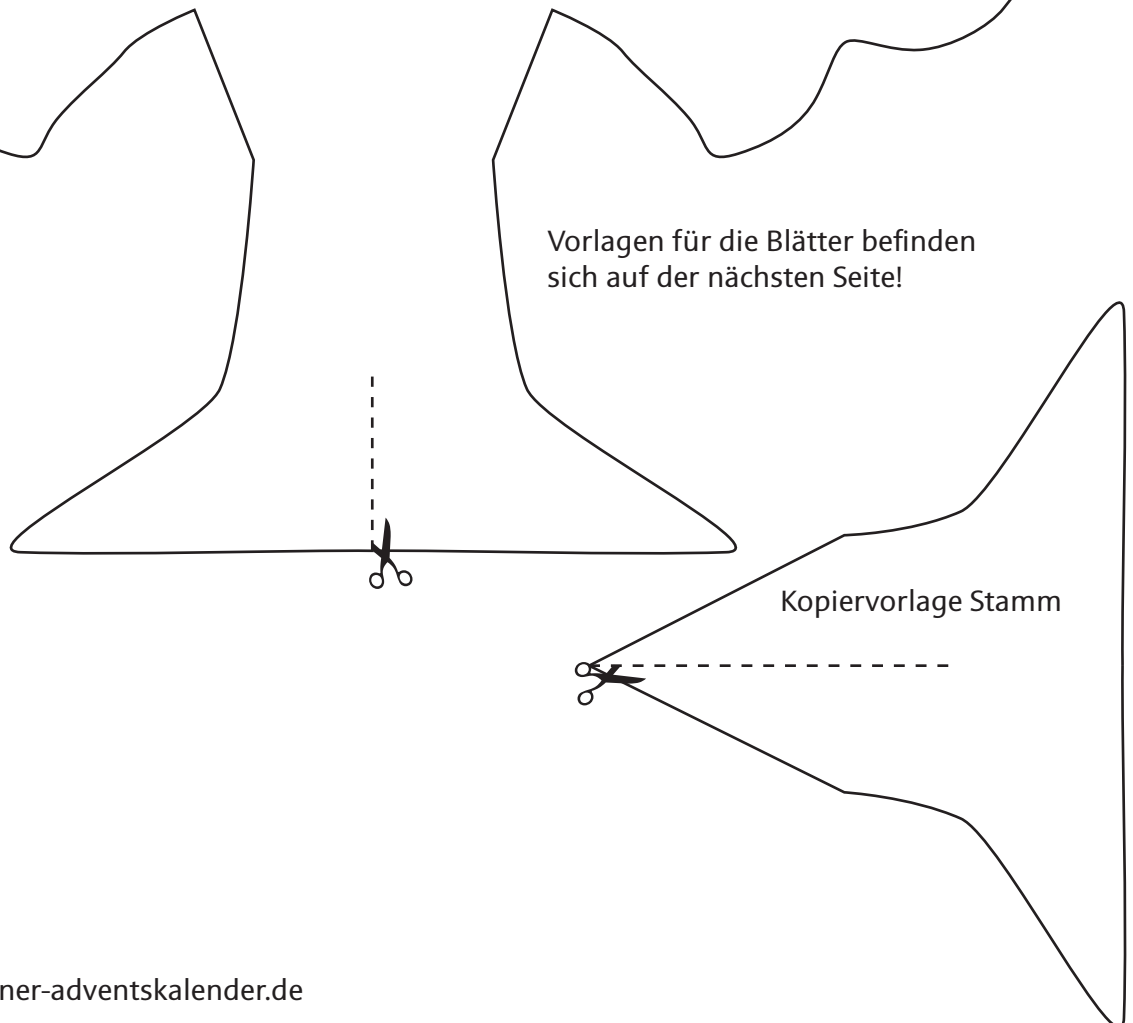 Vorlagen für die Blätter befinden
sich auf der nächsten Seite!
Kopiervorlage Stamm
ner-adventskalender.de